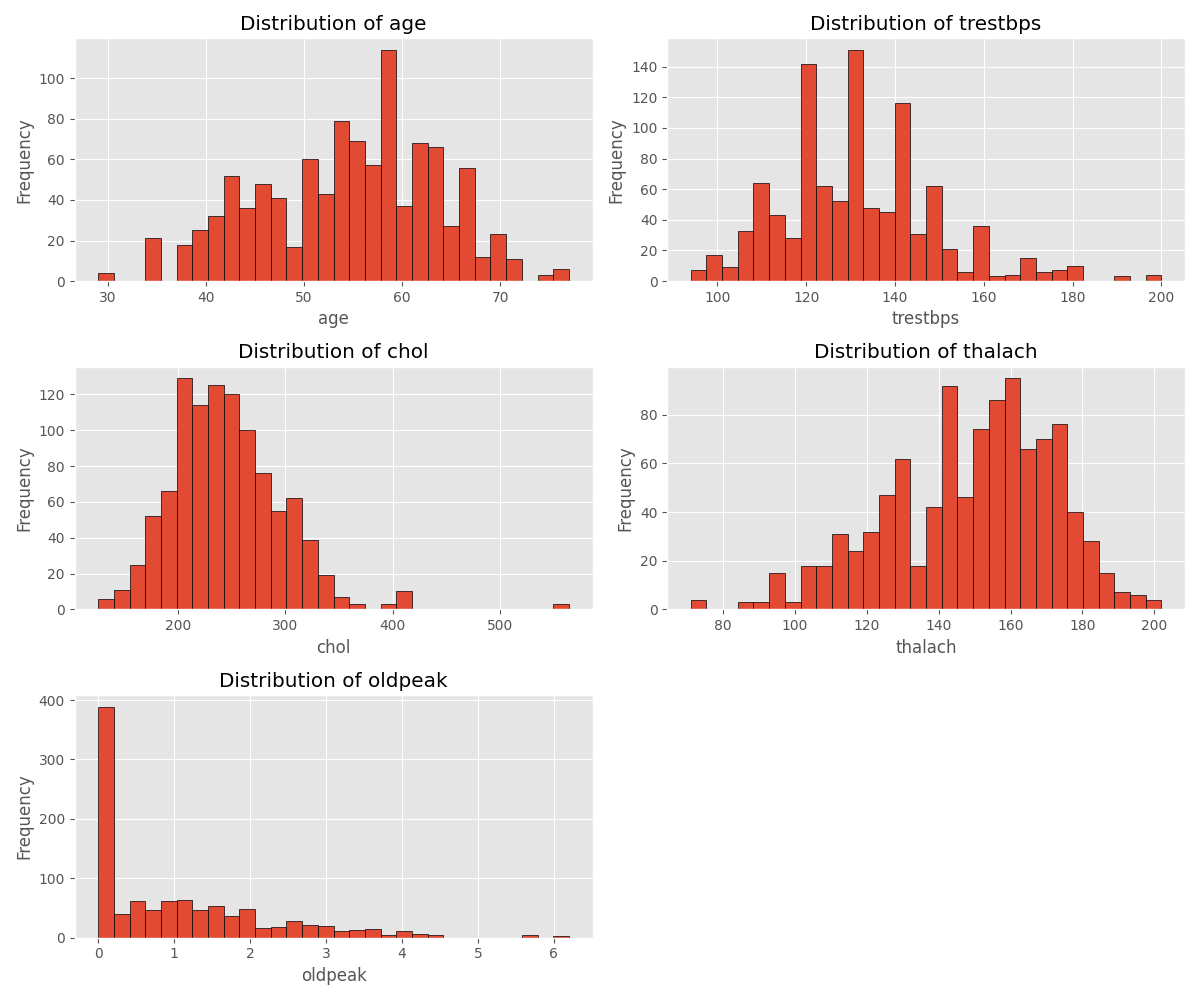 Distribution of age
Frequency
100
80
60
40
20
0
30 40 50 60 70
age
Distribution of trestbps
Frequency
140
120
100
80
60
40
20
0
100 120 140 160 180 200
trestbps
Distribution of chol
Frequency
120
100
80
60
40
20
0
200 300 400 500
chol
Distribution of thalach
Frequency
80
60
40
20
0
80 100 120 140 160 180 200
thalach
Distribution of oldpeak
Frequency
400
300
200
100
0
0 1 2 3 4 5 6
oldpeak